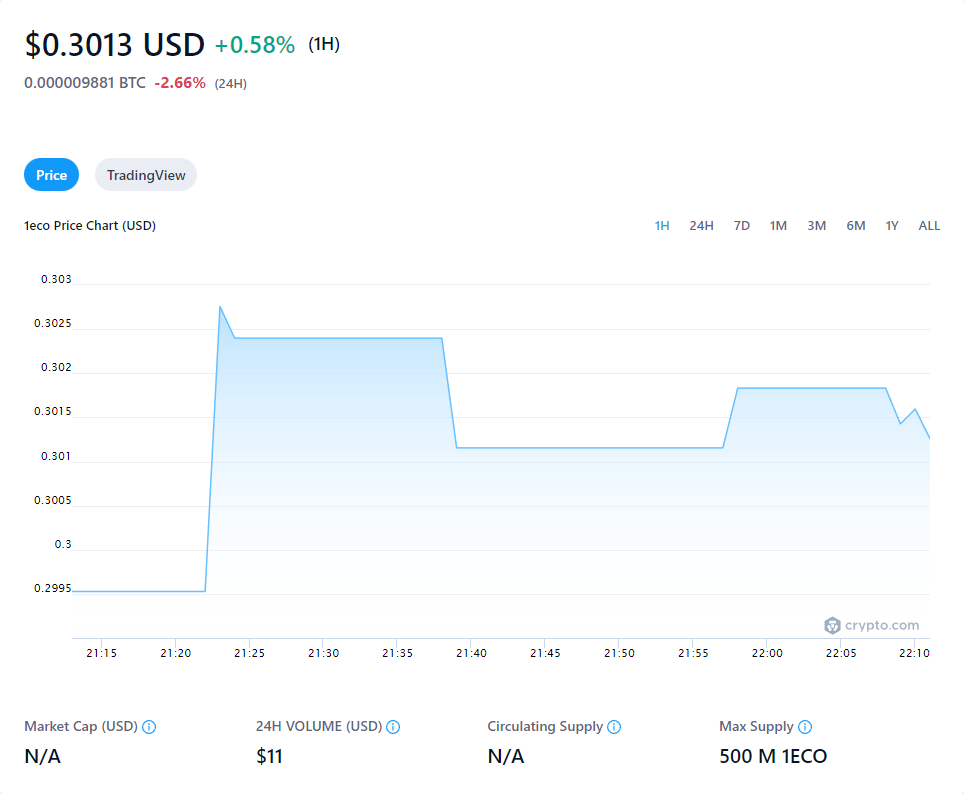 $0.3013 USD +0.58% (1H)
0.000009881 BTC -2.66% (24H)
Price TradingView
1eco Price Chart (USD) 1H 24H 7D 1M 3M 6M 1Y ALL
0.303
0.3025
0.302
0.3015
0.301
0.3005
0.3
0.2995
crypto.com
21:15 21:20 21:25 21:30 21:35 21:40 21:45 21:50 21:55 22:00 22:05 22:10
Market Cap (USD) 24H VOLUME (USD) Circulating Supply Max Supply
N/A $11 N/A 500 M 1ECO